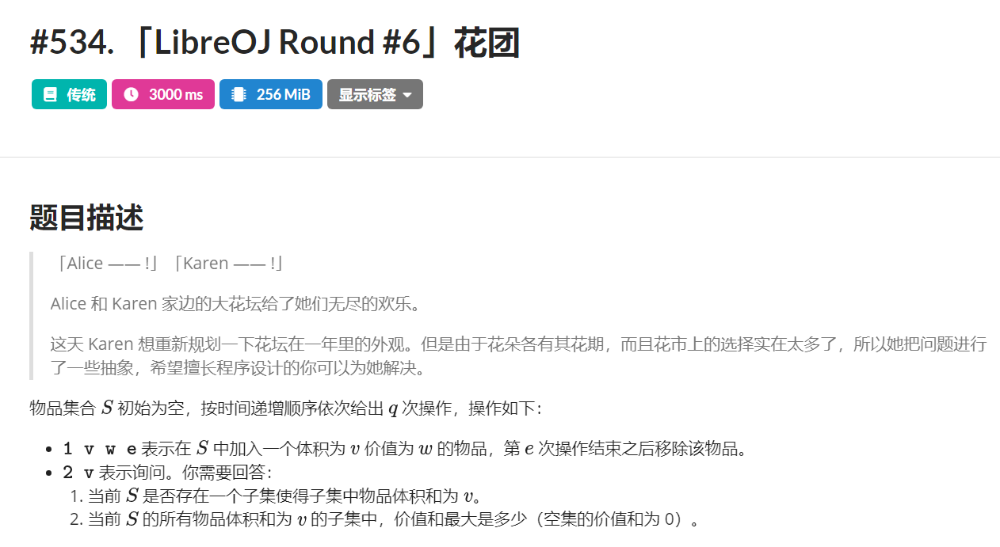 #534. 「LibreOJ Round #6」花团
传统 3000 ms 256 MiB 显示标签
题目描述
「Alice —— !」 「Karen —— !」
Alice 和 Karen 家边的大花坛给了她们无尽的欢乐。
这天 Karen 想重新规划一下花坛在一年里的外观。但是由于花朵各有其花期，而且花市上的选择实在太多了，所以她把问题进行
了一些抽象，希望擅长程序设计的你可以为她解决。
物品集合 S 初始为空，按时间递增顺序依次给出 q 次操作，操作如下：
• 1 v w e 表示在 S 中加入一个体积为 v 价值为 w 的物品，第 e 次操作结束之后移除该物品。
• 2 v 表示询问。你需要回答：
1. 当前 S 是否存在一个子集使得子集中物品体积和为 v。
2. 当前 S 的所有物品体积和为 v 的子集中，价值和最大是多少（空集的价值和为 0）。